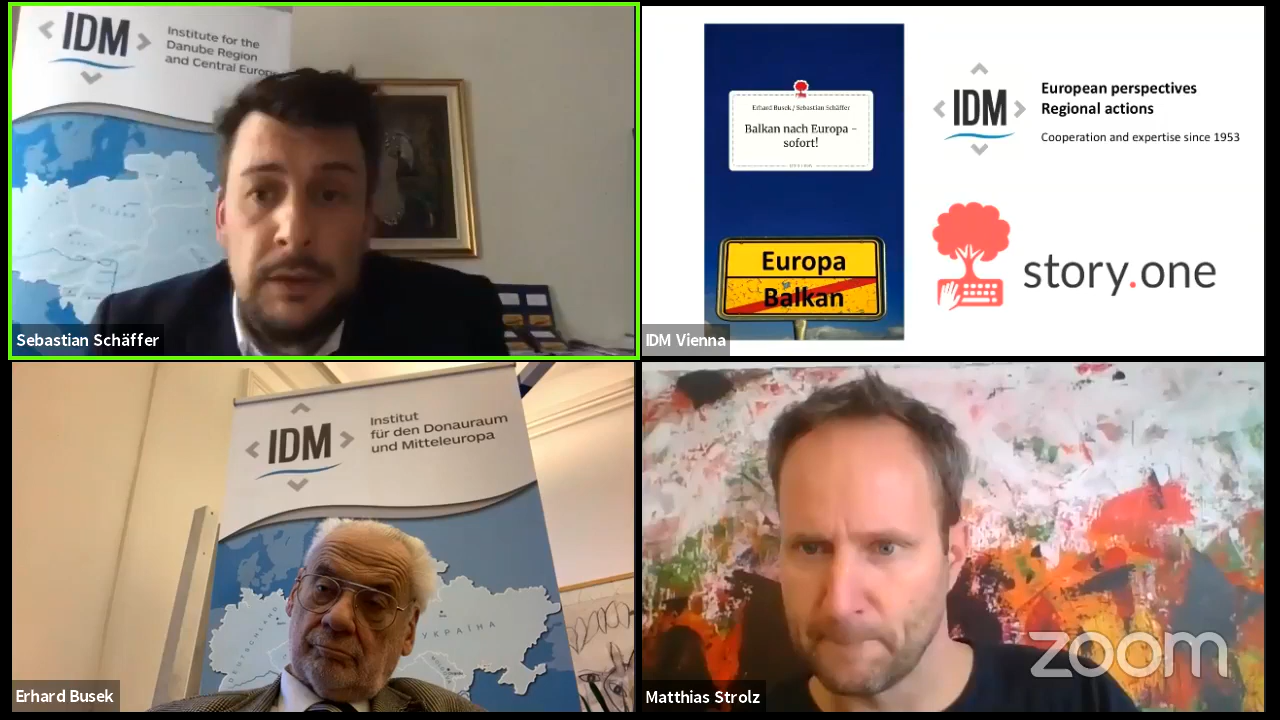 IDM
Institute for the
Danube Region
and Central Europe
POLAND
Sebastian Schäffer
Erhard Busek / Sebastian Schäffer
Balkan nach Europa –
sofort!
Europa
Balkan
IDM
European perspectives
Regional actions
Cooperation and expertise since 1953
story.one
IDM Vienna
IDM
Institut
für den Donauraum
und Mitteleuropa
УКРАЇНА
Erhard Busek
zoom
Matthias Strolz